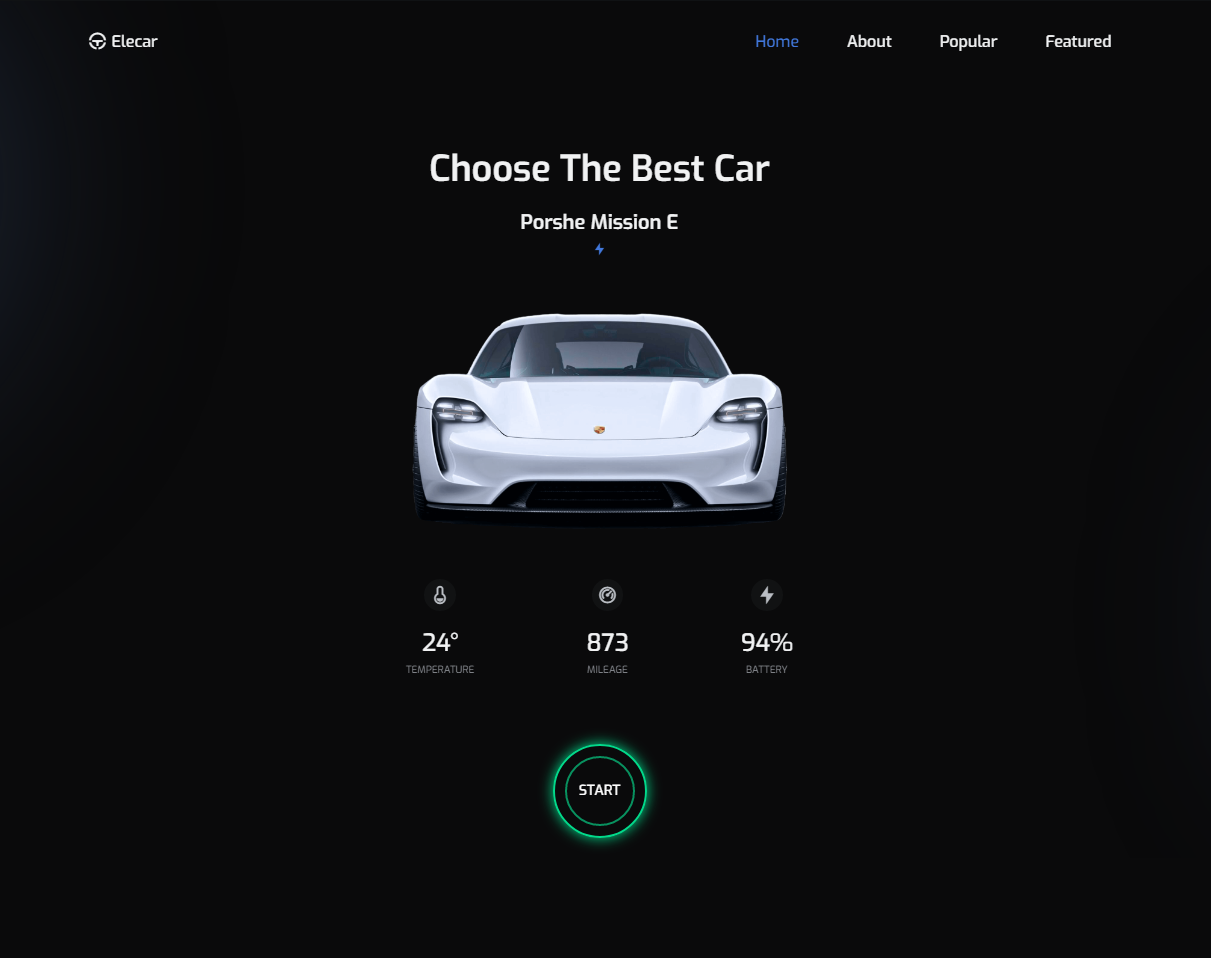 Elecar
Home About Popular Featured
Choose The Best Car
Porshe Mission E
24° 873 94%
TEMPERATURE MILEAGE BATTERY
START